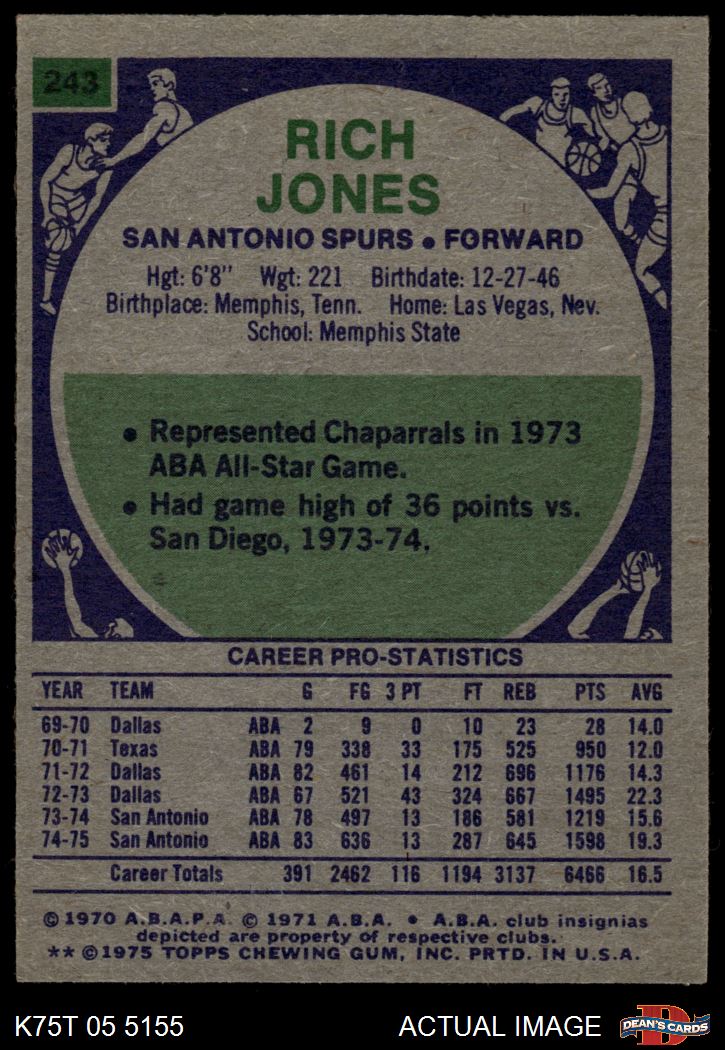 243
RICH
JONES
SAN ANTONIO SPURS • FORWARD
Hgt: 6'8" Wgt: 221 Birthdate: 12-27-46
Birthplace: Memphis, Tenn. Home: Las Vegas, Nev.
School: Memphis State
• Represented Chaparrals in 1973
ABA All-Star Game.
• Had game high of 36 points vs.
San Diego, 1973-74.
CAREER PRO-STATISTICS
YEAR TEAM G FG 3 PT FT REB PTS AVG
69-70 Dallas ABA 2 9 0 10 23 28 14.0
70-71 Texas ABA 79 338 33 175 525 950 12.0
71-72 Dallas ABA 82 461 14 212 696 1176 14.3
72-73 Dallas ABA 67 521 43 324 667 1495 22.3
73-74 San Antonio ABA 78 497 13 186 581 1219 15.6
74-75 San Antonio ABA 83 636 13 287 645 1598 19.3
Career Totals 391 2462 116 1194 3137 6466 16.5
© 1970 A.B.A.P.A. © 1971 A.B.A. • A.B.A. club insignias
depicted are property of respective clubs.
** © 1975 TOPPS CHEWING GUM, INC. PRTD. IN U.S.A.
K75T 05 5155 ACTUAL IMAGE D DEAN'S CARDS